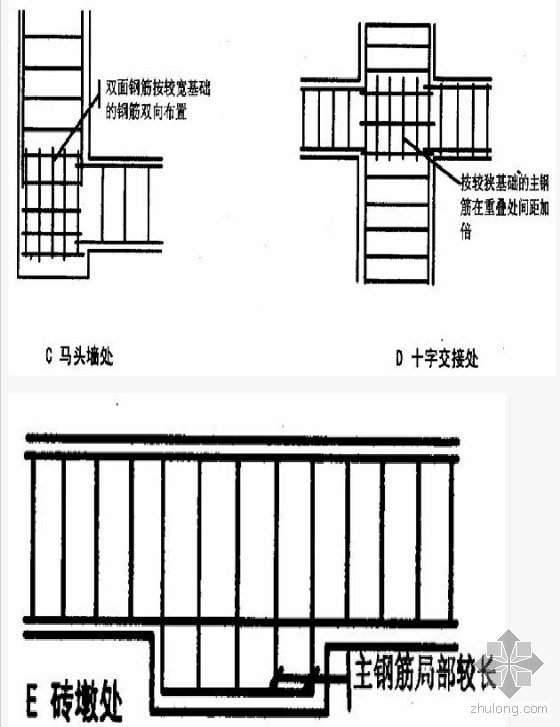 双面钢筋按较宽基础
的钢筋双向布置
按较狭基础的主钢
筋在重叠处间距加
倍
C 马头墙处
D 十字交接处
主钢筋局部较长
E 砖墩处
zhulong.com